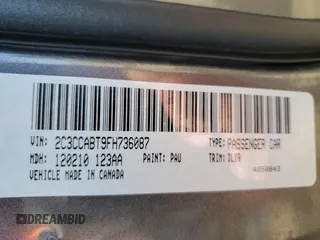 VIN: 2C3CCABT9FH736087 TYPE: PASSENGER CAR
MDH: 120210 123AA PAINT: PAU TRIM: DLX9
VEHICLE MADE IN CANADA
DREAMBID